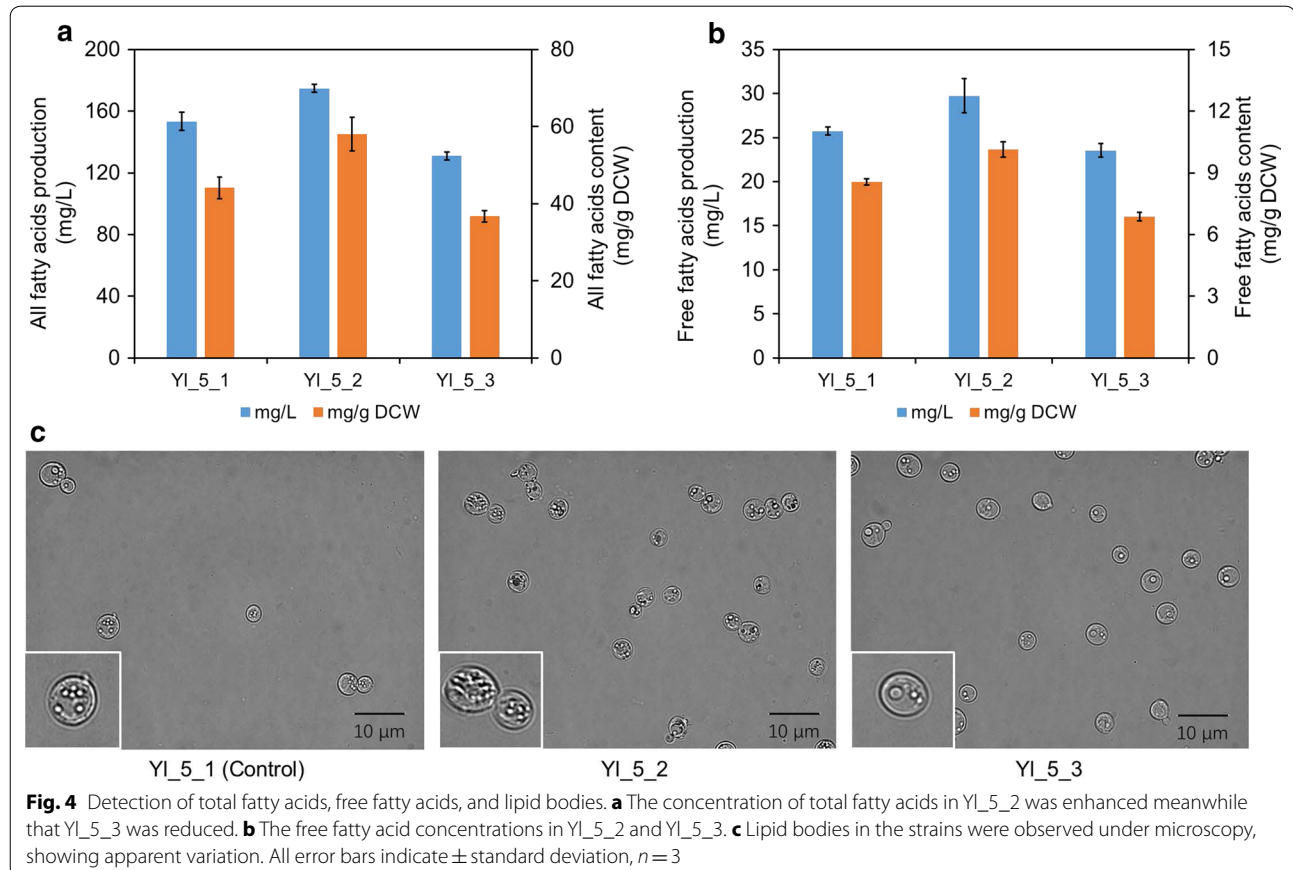 a
200
160
120
80
40
0
All fatty acids production
(mg/L)
80
60
40
20
0
All fatty acids content
(mg/g DCW)
Yl_5_1 Yl_5_2 Yl_5_3
mg/L mg/g DCW
b
35
30
25
20
15
10
5
0
Free fatty acids production
(mg/L)
15
12
9
6
3
0
Free fatty acids content
(mg/g DCW)
Yl_5_1 Yl_5_2 Yl_5_3
mg/L mg/g DCW
c
10 µm
10 µm
10 µm
Yl_5_1 (Control) Yl_5_2 Yl_5_3
Fig. 4 Detection of total fatty acids, free fatty acids, and lipid bodies. a The concentration of total fatty acids in Yl_5_2 was enhanced meanwhile
that Yl_5_3 was reduced. b The free fatty acid concentrations in Yl_5_2 and Yl_5_3. c Lipid bodies in the strains were observed under microscopy,
showing apparent variation. All error bars indicate ± standard deviation, n = 3